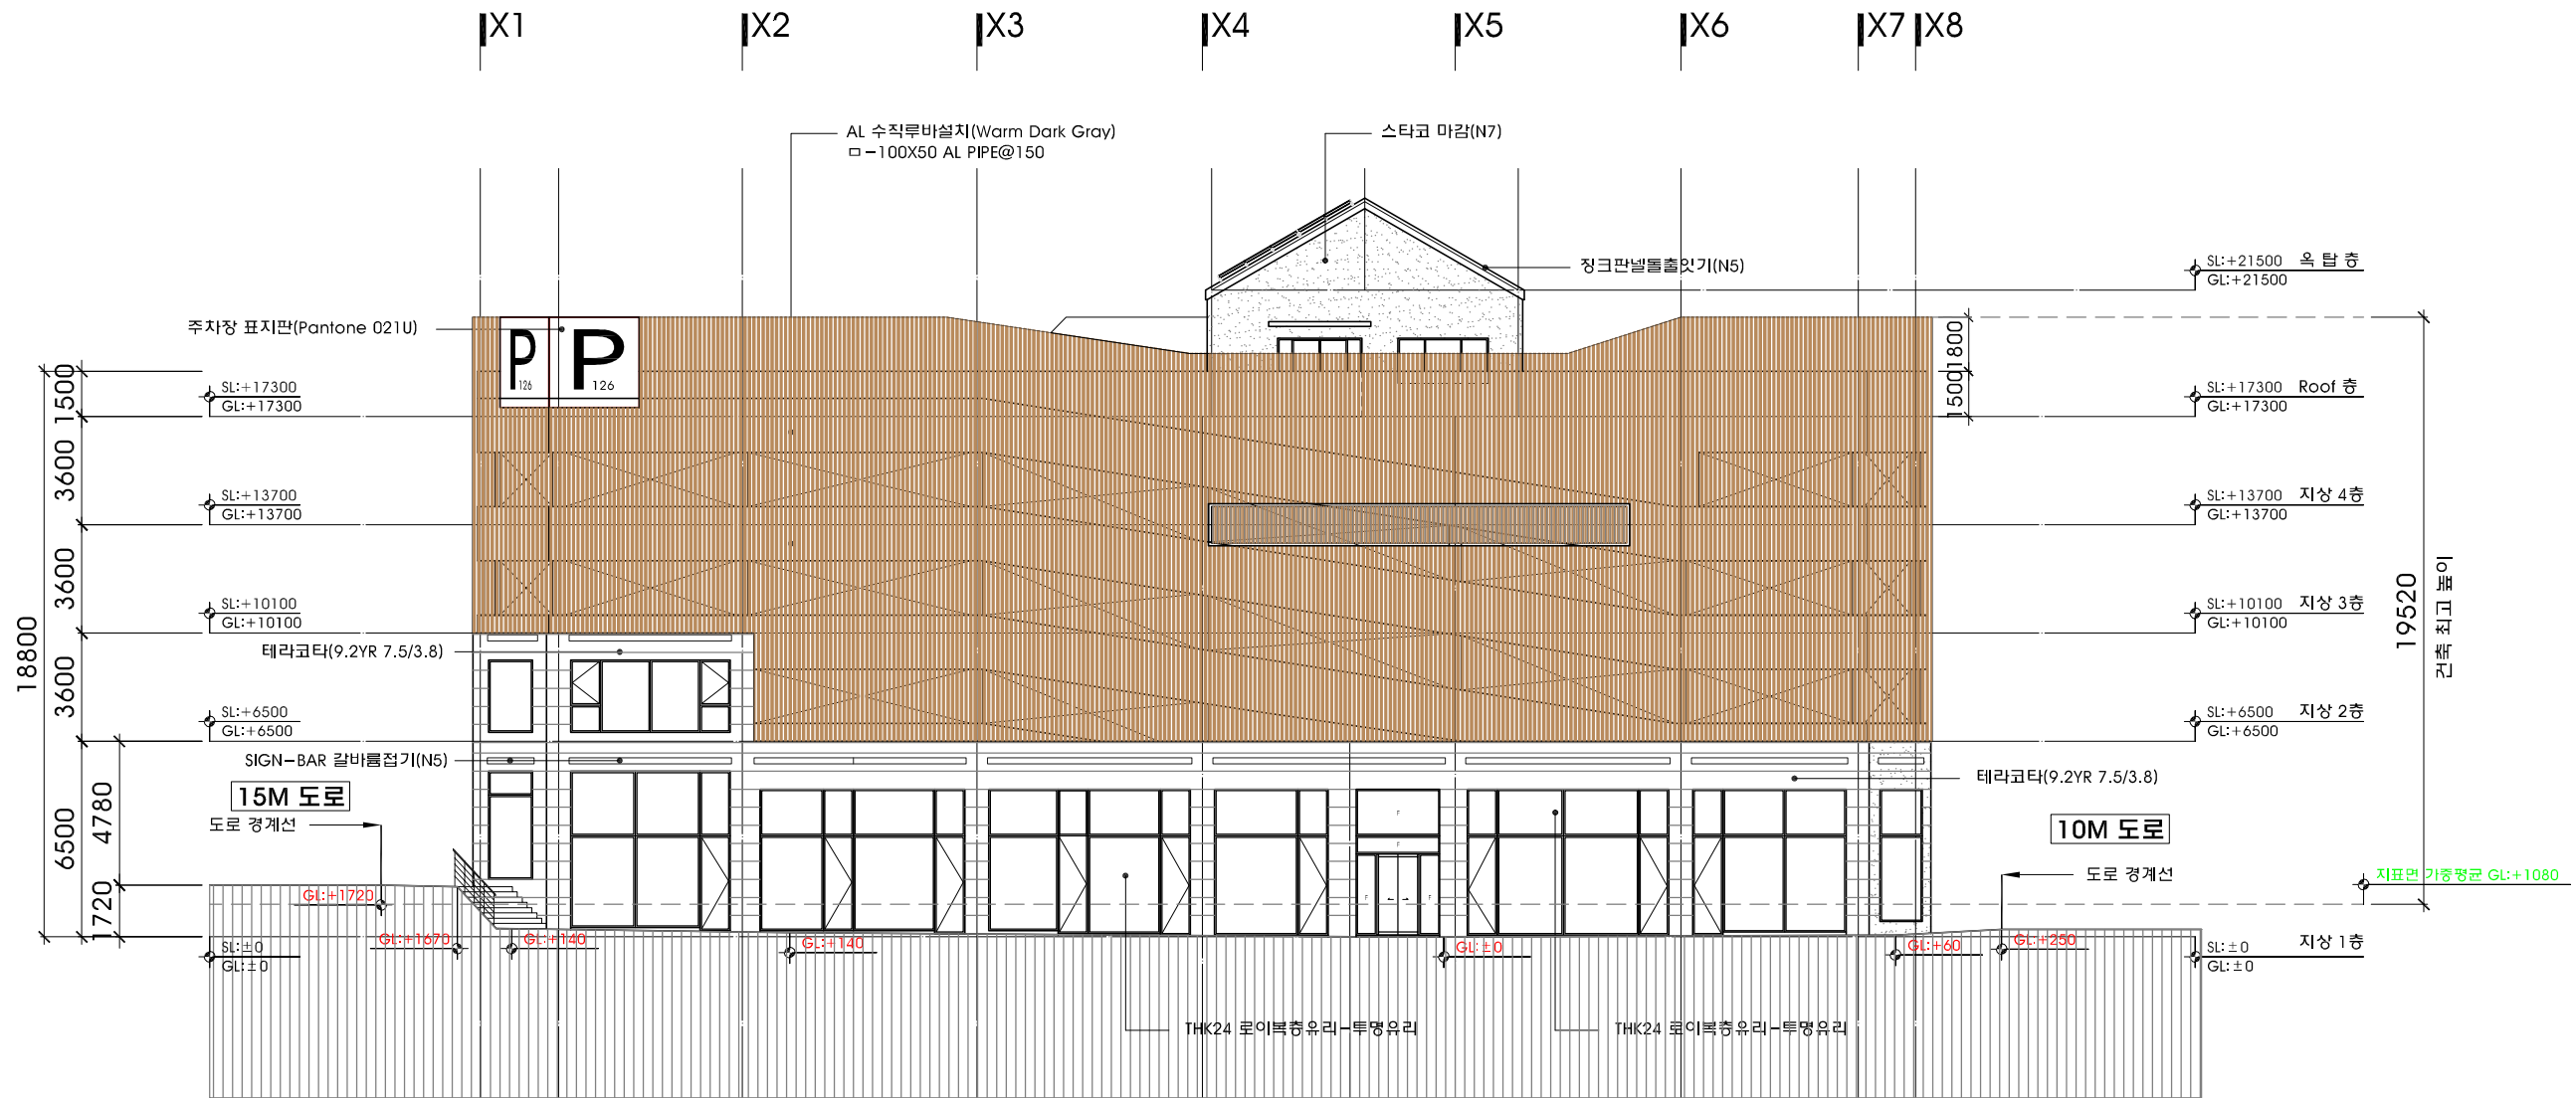 X1
X2
X3
X4
X5
X6
X7
X8
AL 수직루바설치(Warm Dark Gray)
ㅁ-100X50 AL PIPE@150
스타코 마감(N7)
징크판넬돌출잇기(N5)
주차장 표지판(Pantone 021U)
P
126
P
126
SL:+21500 옥 탑 층
GL:+21500
SL:+17300
GL:+17300
SL:+17300 Roof 층
GL:+17300
SL:+13700
GL:+13700
SL:+13700 지상 4층
GL:+13700
SL:+10100
GL:+10100
SL:+10100 지상 3층
GL:+10100
SL:+6500
GL:+6500
SL:+6500 지상 2층
GL:+6500
SL:±0
GL:±0
SL:±0 지상 1층
GL:±0
18800
1500
3600
3600
3600
6500
4780
1720
1800
1500
19520
건축 최고 높이
테라코타(9.2YR 7.5/3.8)
SIGN-BAR 갈바륨접기(N5)
테라코타(9.2YR 7.5/3.8)
15M 도로
도로 경계선
10M 도로
도로 경계선
지표면 가중평균 GL:+1080
GL:+1720
GL:+1670
GL:+140
GL:+140
GL:±0
GL:+60
GL:+250
F
F
F
F
THK24 로이복층유리-투명유리
THK24 로이복층유리-투명유리